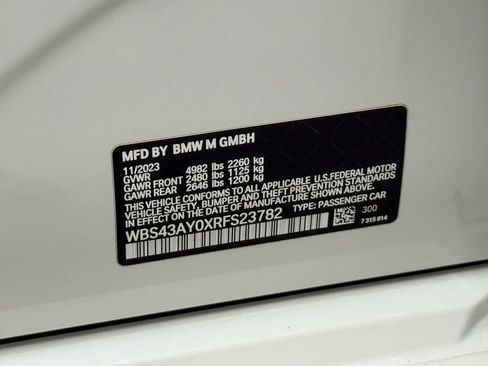 MFD BY BMW M GMBH
11/2023
GVWR 4982 lbs 2260 kg
GAWR FRONT 2480 lbs 1125 kg
GAWR REAR 2646 lbs 1200 kg
THIS VEHICLE CONFORMS TO ALL APPLICABLE U.S. FEDERAL MOTOR
VEHICLE SAFETY, BUMPER AND THEFT PREVENTION STANDARDS
IN EFFECT ON THE DATE OF MANUFACTURE SHOWN ABOVE.
WBS43AY0XRFS23782 TYPE: PASSENGER CAR
300
7 315 814